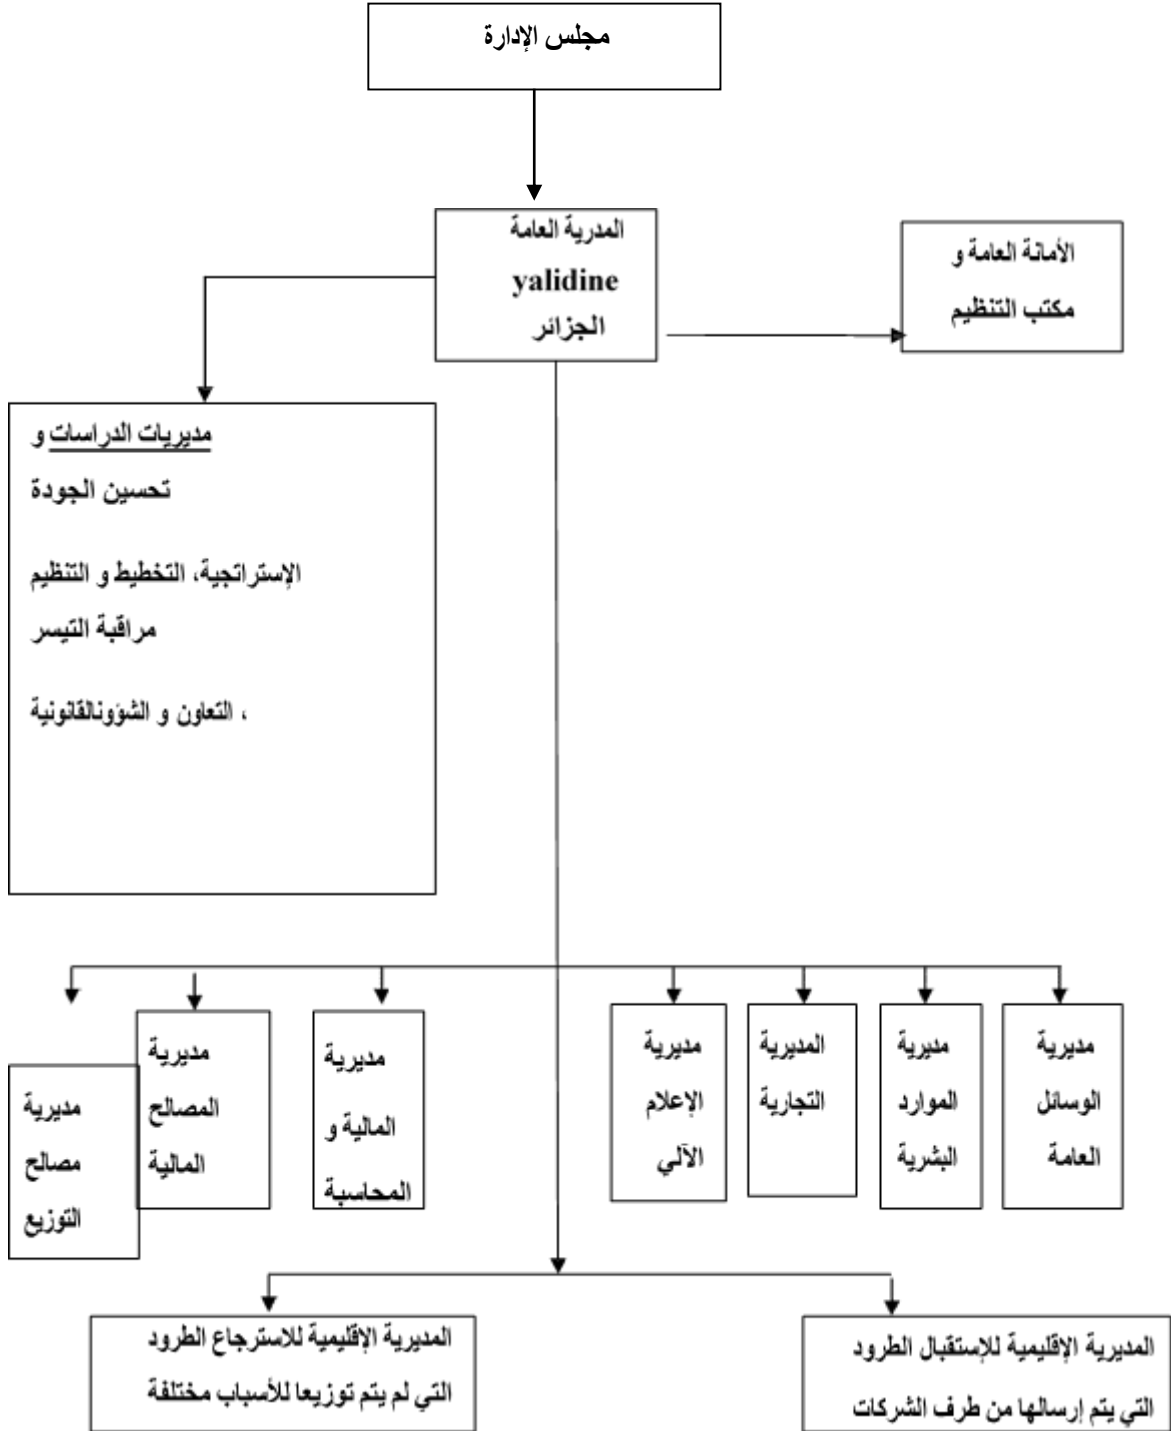 مجلس الإدارة
المدرية العامة
yalidine
الجزائر
الأمانة العامة و
مكتب التنظيم
مديريات الدراسات و
تحسين الجودة
الإستراتجية، التخطيط و التنظيم
مراقبة التيسر
، التعاون و الشؤونالقانونية
مديرية
الوسائل
العامة
مديرية
الموارد
البشرية
المديرية
التجارية
مديرية
الإعلام
الآلي
مديرية
المالية و
المحاسبة
مديرية
المصالح
المالية
مديرية
مصالح
التوزيع
المديرية الإقليمية للإستقبال الطرود
التي يتم إرسالها من طرف الشركات
المديرية الإقليمية للاسترجاع الطرود
التي لم يتم توزيعا للأسباب مختلفة